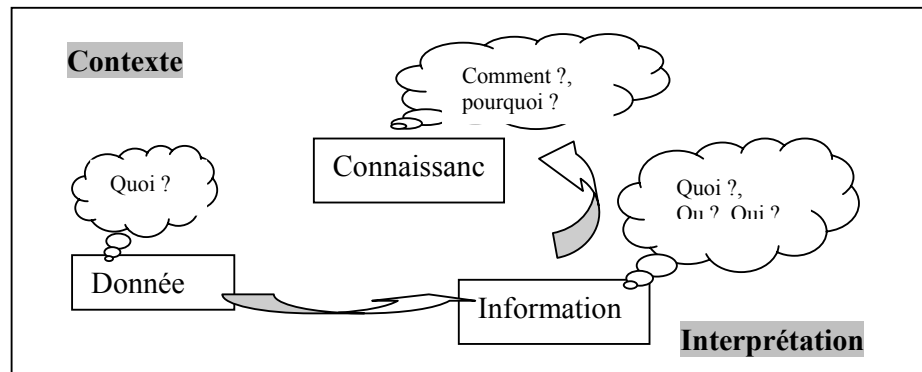 Contexte
Comment ?,
pourquoi ?
Connaissanc
Quoi ?
Quoi ?,
Ou ? Qui ?
Donnée
Information
Interprétation